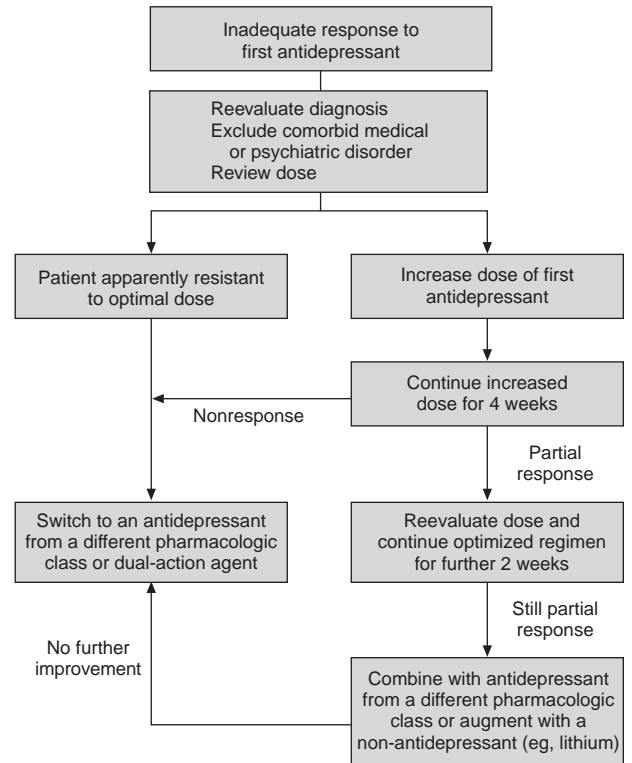 Inadequate response to
first antidepressant
Reevaluate diagnosis
Exclude comorbid medical
or psychiatric disorder
Review dose
Patient apparently resistant
to optimal dose
Increase dose of first
antidepressant
Continue increased
dose for 4 weeks
Nonresponse
Partial
response
Switch to an antidepressant
from a different pharmacologic
class or dual-action agent
Reevaluate dose and
continue optimized regimen
for further 2 weeks
Still partial
response
No further
improvement
Combine with antidepressant
from a different pharmacologic
class or augment with a
non-antidepressant (eg, lithium)